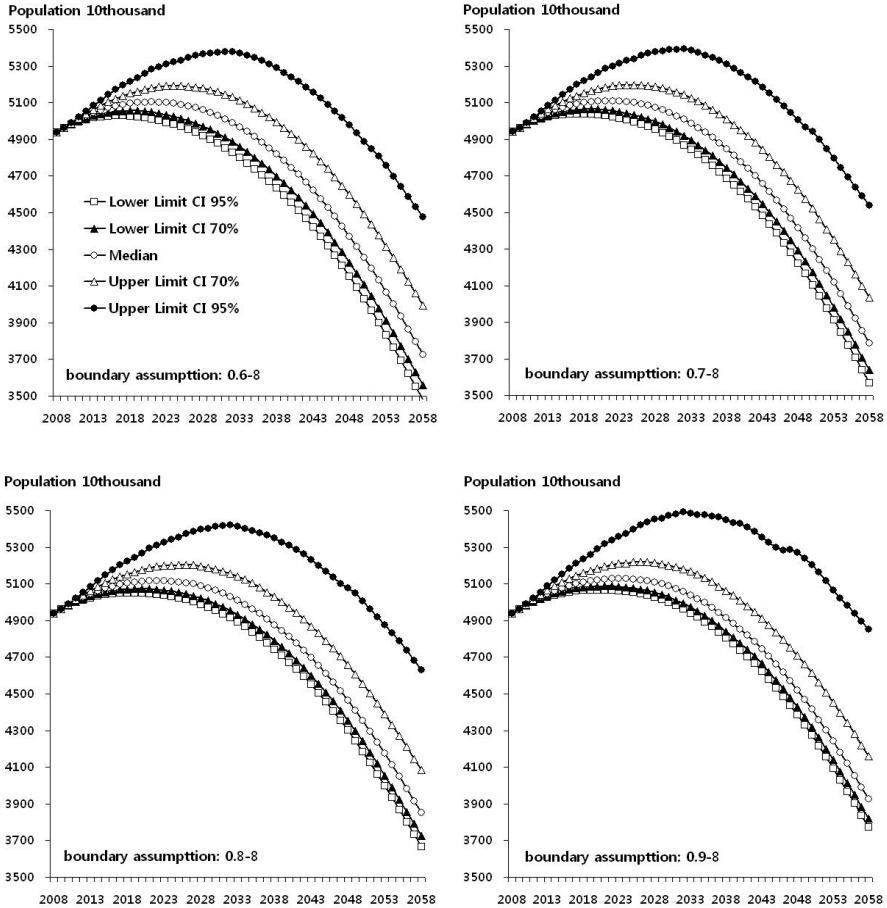 Population 10thousand
5500
5300
5100
4900
4700
4500
4300
4100
3900
3700
3500
Lower Limit CI 95%
Lower Limit CI 70%
Median
Upper Limit CI 70%
Upper Limit CI 95%
boundary assumpttion: 0.6-8
2008 2013 2018 2023 2028 2033 2038 2043 2048 2053 2058
Population 10thousand
5500
5300
5100
4900
4700
4500
4300
4100
3900
3700
3500
boundary assumpttion: 0.7-8
2008 2013 2018 2023 2028 2033 2038 2043 2048 2053 2058
Population 10thousand
5500
5300
5100
4900
4700
4500
4300
4100
3900
3700
3500
boundary assumpttion: 0.8-8
2008 2013 2018 2023 2028 2033 2038 2043 2048 2053 2058
Population 10thousand
5500
5300
5100
4900
4700
4500
4300
4100
3900
3700
3500
boundary assumpttion: 0.9-8
2008 2013 2018 2023 2028 2033 2038 2043 2048 2053 2058